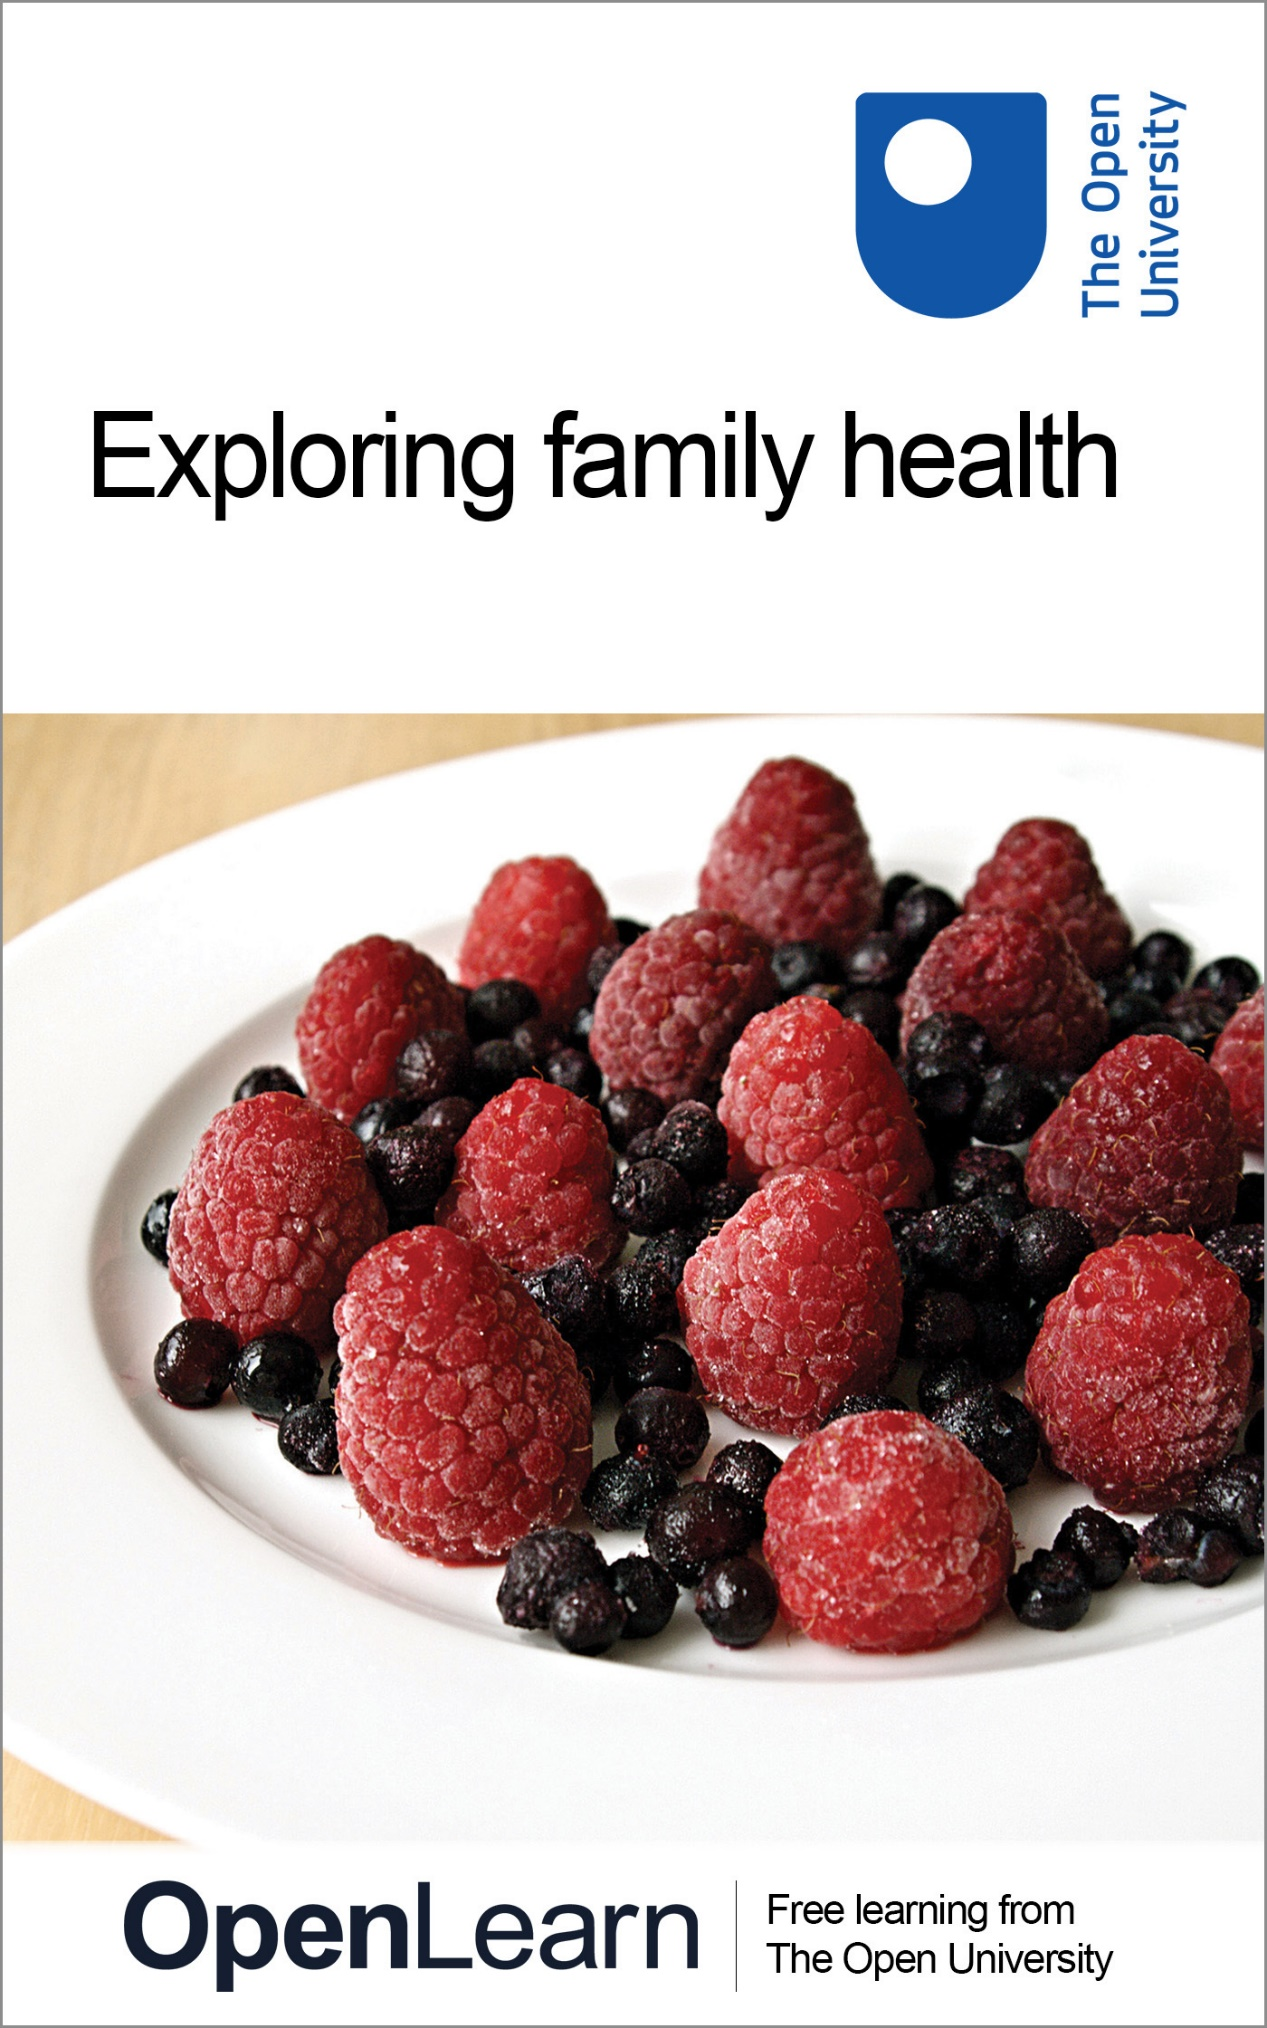 The Open
University
Exploring family health
OpenLearn
Free learning from
The Open University